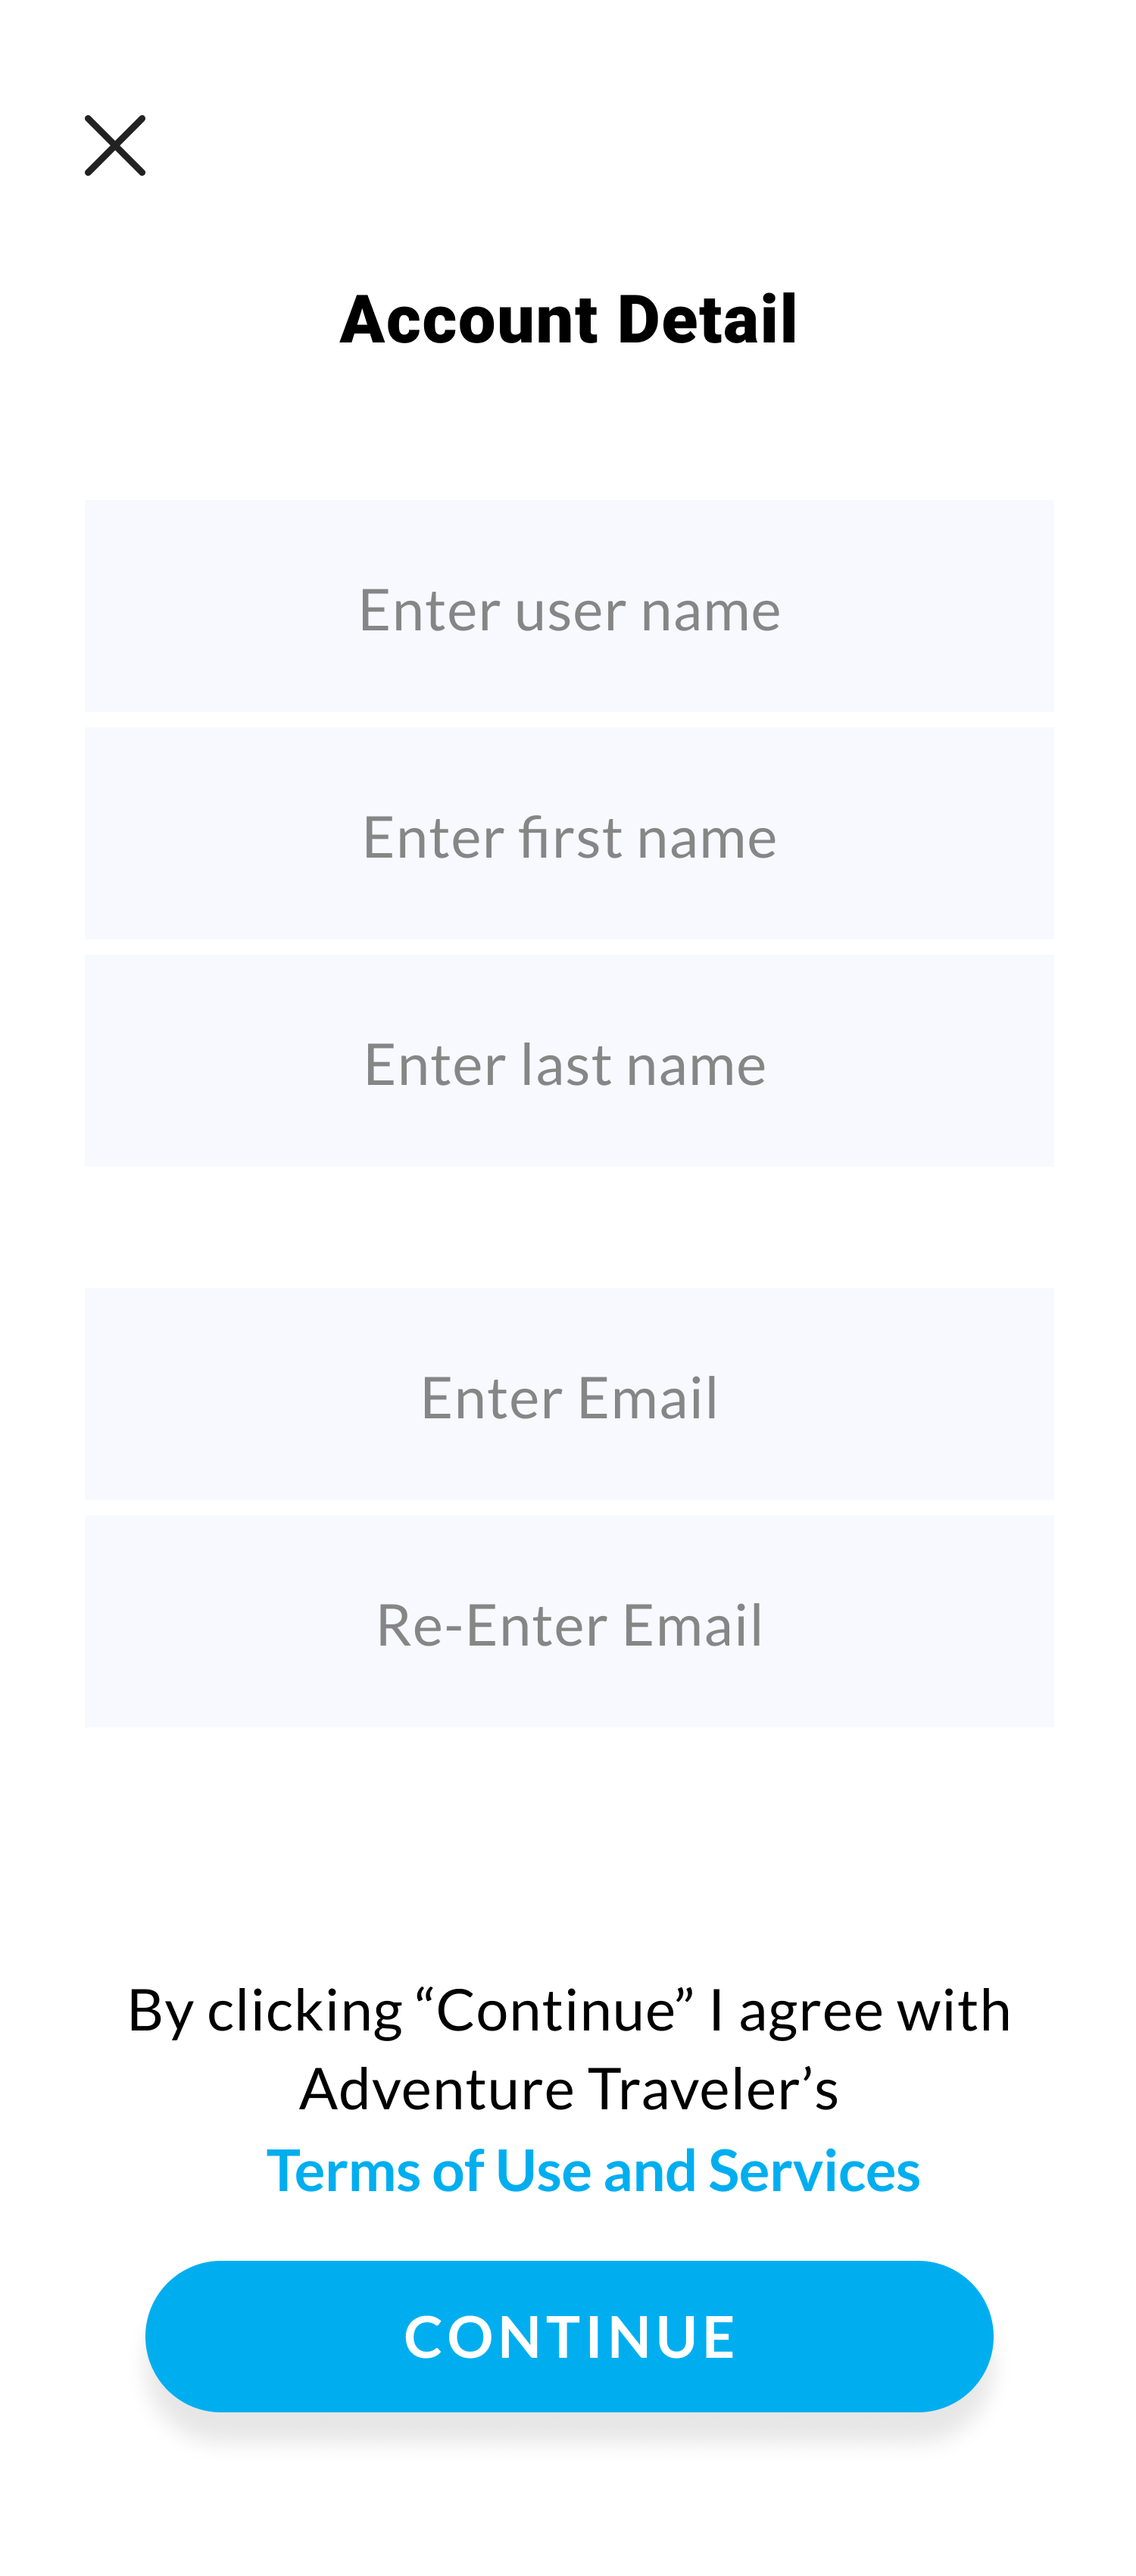 Account Detail
Enter user name
Enter first name
Enter last name
Enter Email
Re-Enter Email
By clicking “Continue” I agree with
Adventure Traveler’s
Terms of Use and Services
CONTINUE